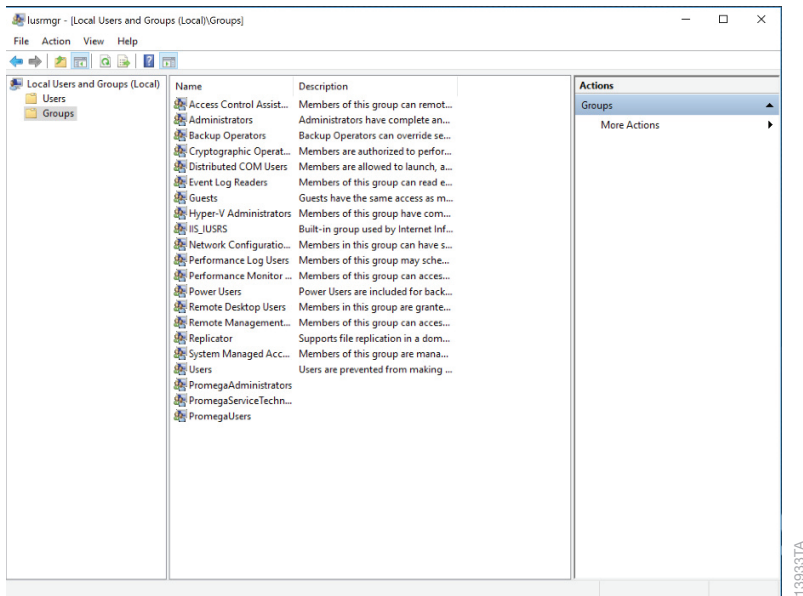 lusrmgr - [Local Users and Groups (Local)\Groups]
File Action View Help
Local Users and Groups (Local)
Users
Groups
Name Description
Access Control Assist... Members of this group can remot...
Administrators Administrators have complete an...
Backup Operators Backup Operators can override se...
Cryptographic Operat... Members are authorized to perfor...
Distributed COM Users Members are allowed to launch, a...
Event Log Readers Members of this group can read e...
Guests Guests have the same access as m...
Hyper-V Administrators Members of this group have com...
IIS_IUSRS Built-in group used by Internet Inf...
Network Configuratio... Members in this group can have s...
Performance Log Users Members of this group may sche...
Performance Monitor ... Members of this group can acces...
Power Users Power Users are included for back...
Remote Desktop Users Members in this group are grante...
Remote Management... Members of this group can acces...
Replicator Supports file replication in a dom...
System Managed Acc... Members of this group are mana...
Users Users are prevented from making ...
PromegaAdministrators
PromegaServiceTechn...
PromegaUsers
Actions
Groups
More Actions
13933TA